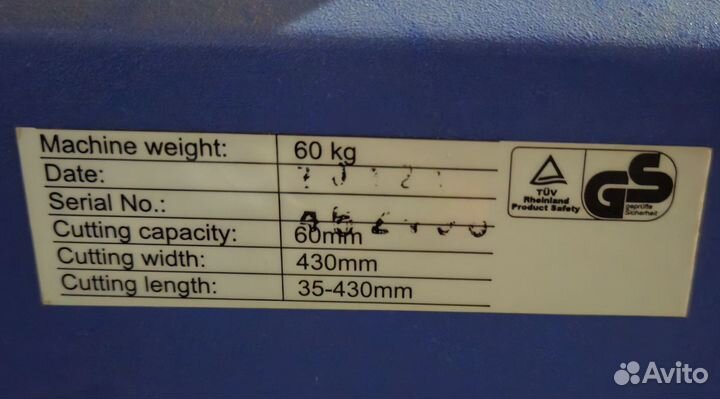 Machine weight: 60 kg
Date:
Serial No.:
Cutting capacity: 60mm
Cutting width: 430mm
Cutting length: 35-430mm
TÜV
Rheinland
Product Safety
GS
geprüfte
Sicherheit
Avito